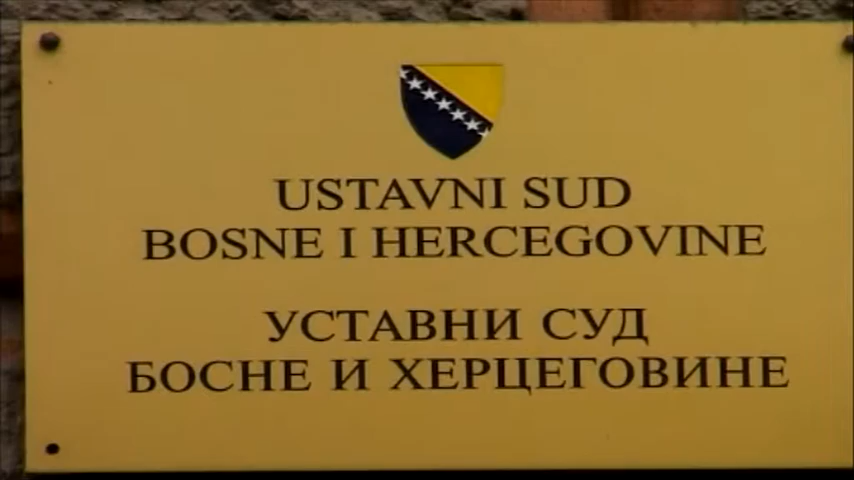 USTAVNI SUD
BOSNE I HERCEGOVINE
УСТАВНИ СУД
БОСНЕ И ХЕРЦЕГОВИНЕ